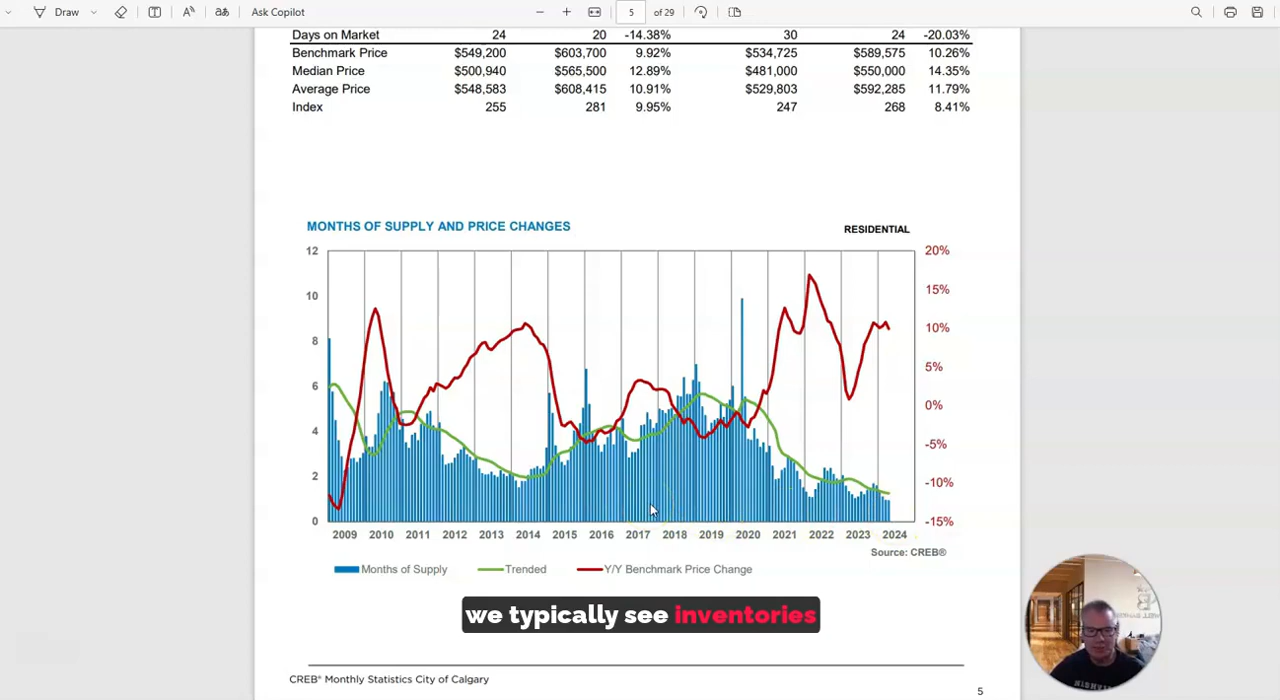 Draw
Ask Copilot
5 of 29
Days on Market 24 20 -14.38% 30 24 -20.03%
Benchmark Price $549,200 $603,700 9.92% $534,725 $589,575 10.26%
Median Price $500,940 $565,500 12.89% $481,000 $550,000 14.35%
Average Price $548,583 $608,415 10.91% $529,803 $592,285 11.79%
Index 255 281 9.95% 247 268 8.41%
MONTHS OF SUPPLY AND PRICE CHANGES
RESIDENTIAL
12 20%
15%
10
10%
8
5%
6
0%
4
-5%
2
-10%
0 -15%
2009 2010 2011 2012 2013 2014 2015 2016 2017 2018 2019 2020 2021 2022 2023 2024
Source: CREB®
Months of Supply Trended Y/Y Benchmark Price Change
we typically see inventories
CREB® Monthly Statistics City of Calgary
5